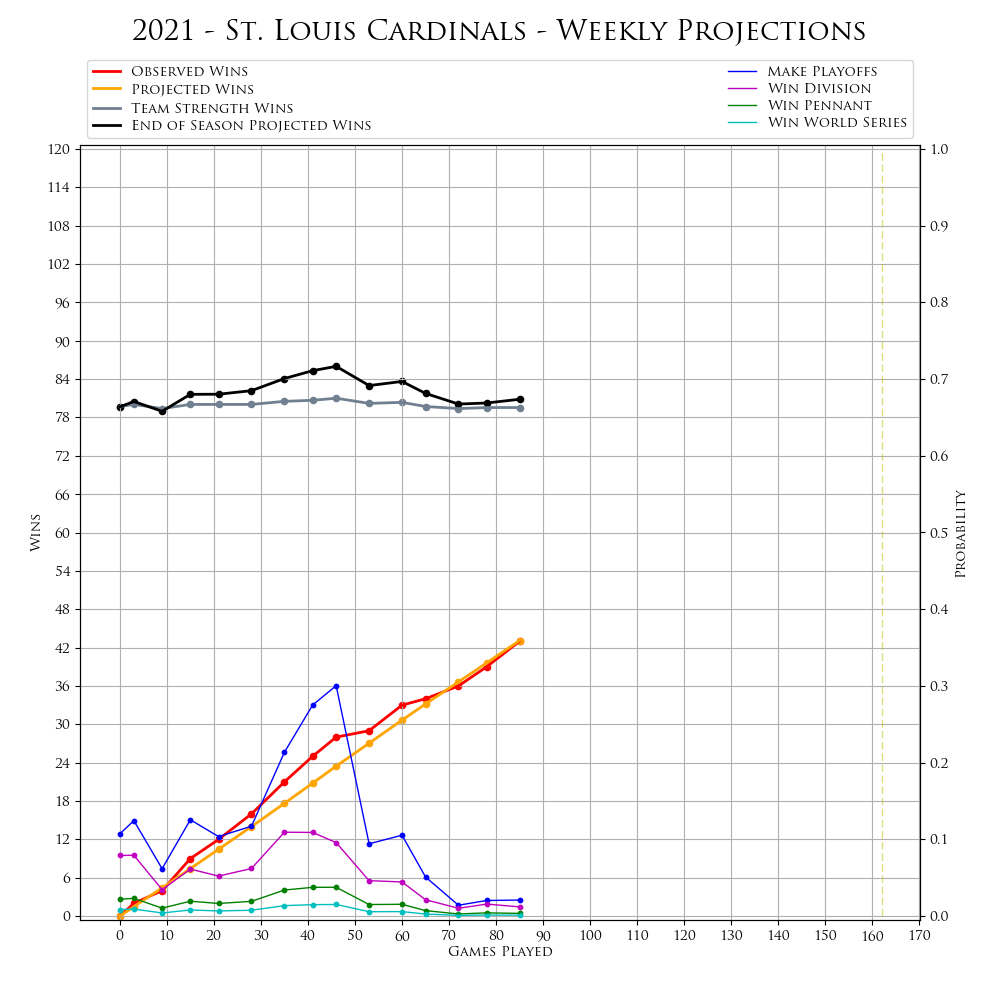 2021 - St. Louis Cardinals - Weekly Projections
Observed Wins
Projected Wins
Team Strength Wins
End of Season Projected Wins
Make Playoffs
Win Division
Win Pennant
Win World Series
120
114
108
102
96
90
84
78
72
66
60
54
48
42
36
30
24
18
12
6
0
Wins
1.0
0.9
0.8
0.7
0.6
0.5
0.4
0.3
0.2
0.1
0.0
Probability
0 10 20 30 40 50 60 70 80 90 100 110 120 130 140 150 160 170
Games Played